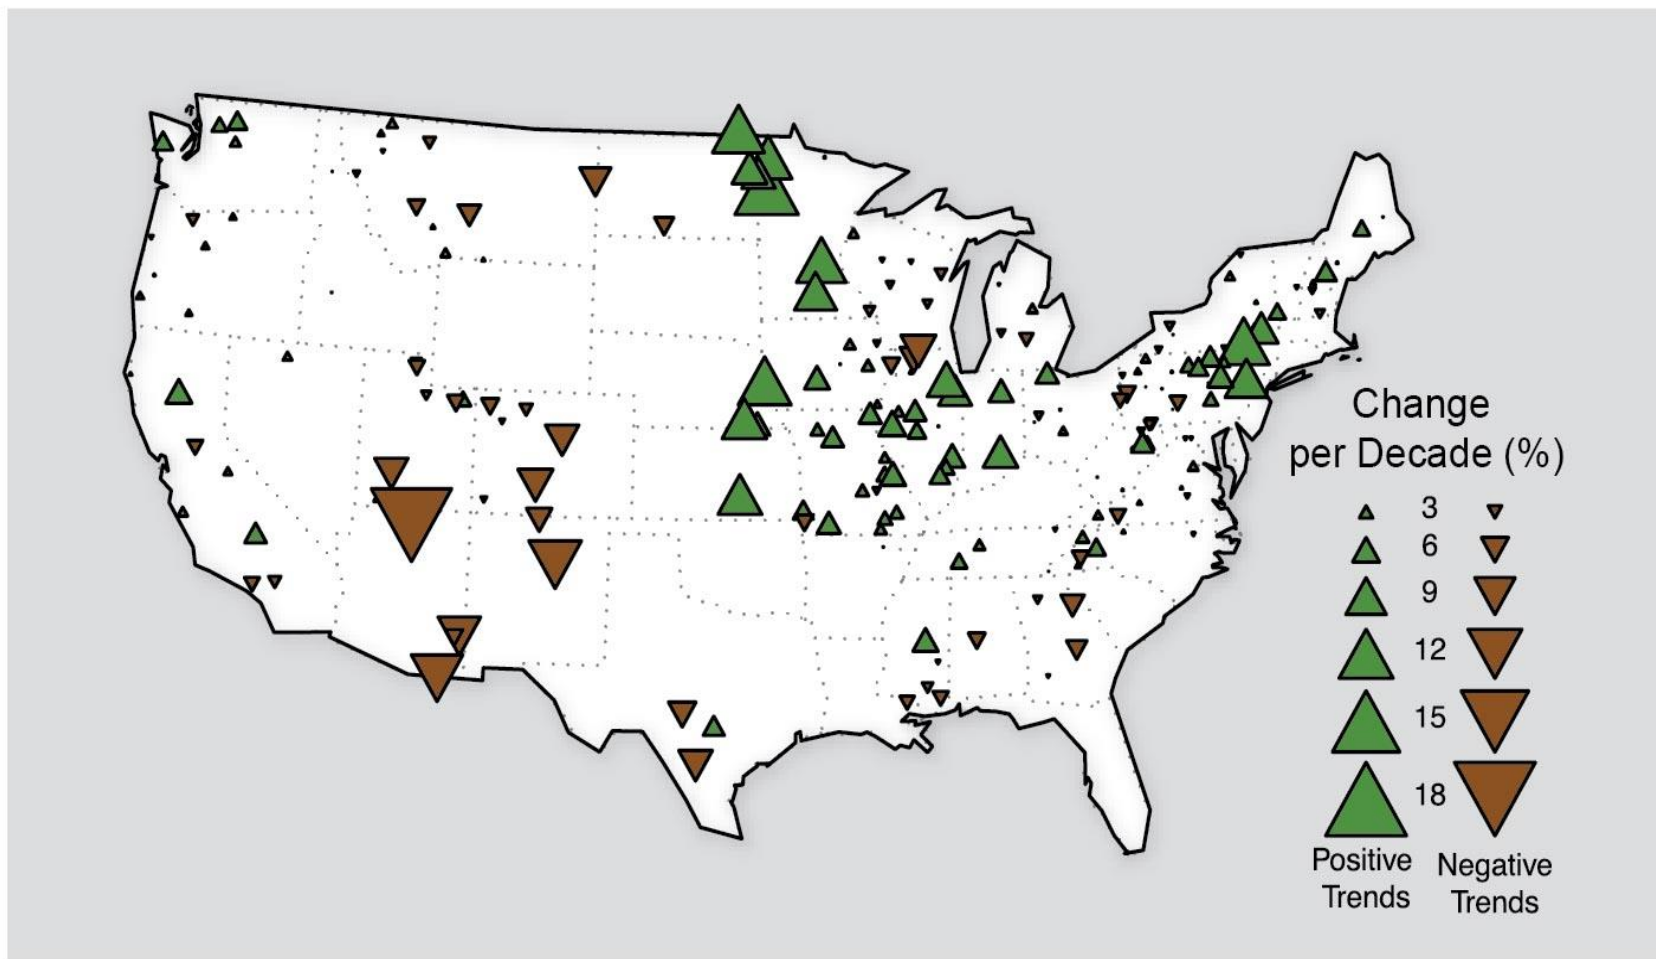 Change
per Decade (%)
3
6
9
12
15
18
Positive
Trends
Negative
Trends